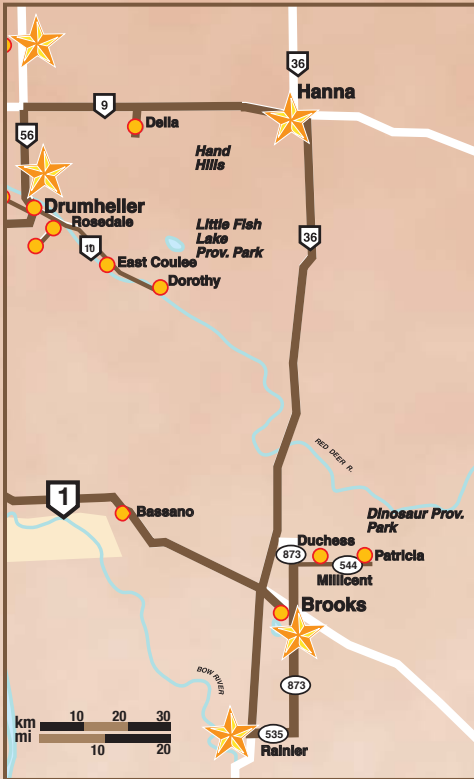 36
Hanna
9
Delia
56
Hand
Hills
Drumheller
Rosedale
Little Fish
Lake
Prov. Park
36
10
East Coulee
Dorothy
RED DEER R.
1
Bassano
Dinosaur Prov.
Park
Duchess
873
Patricia
544
Millicent
Brooks
BOW RIVER
873
km 10 20 30
mi 10 20
535
Rainier